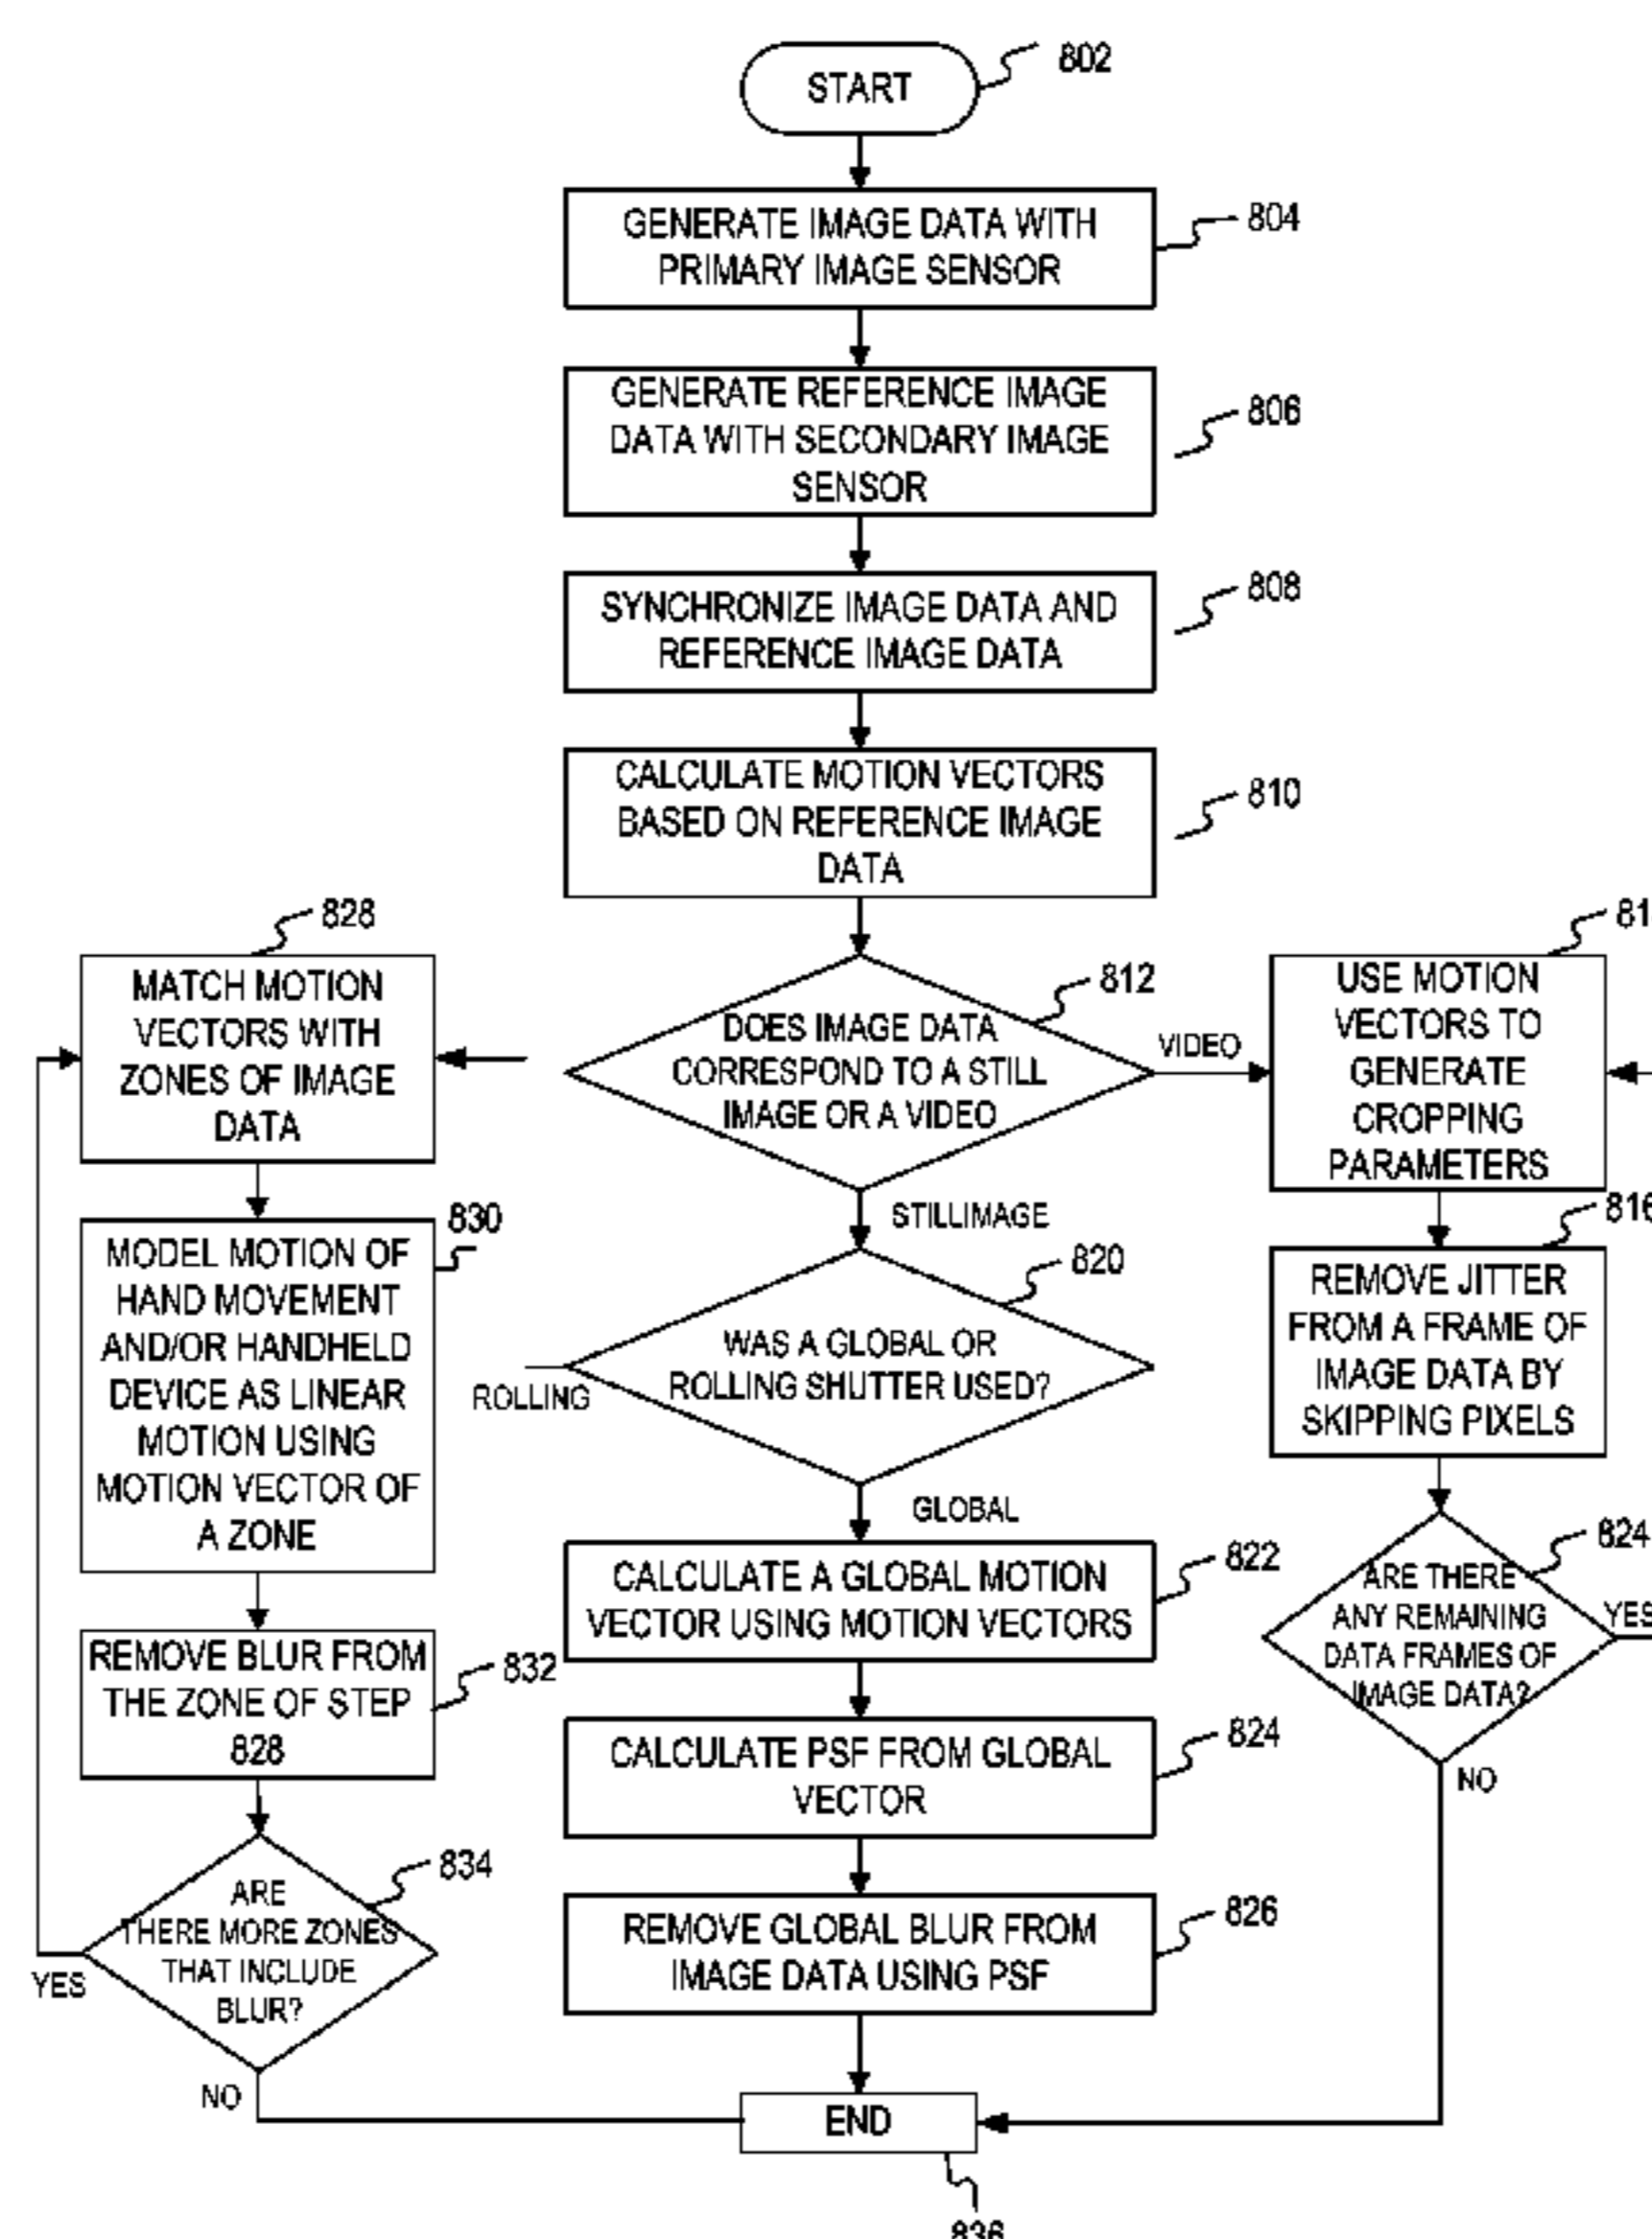 START
802
GENERATE IMAGE DATA WITH
PRIMARY IMAGE SENSOR
804
GENERATE REFERENCE IMAGE
DATA WITH SECONDARY IMAGE
SENSOR
806
SYNCHRONIZE IMAGE DATA AND
REFERENCE IMAGE DATA
808
CALCULATE MOTION VECTORS
BASED ON REFERENCE IMAGE
DATA
810
DOES IMAGE DATA
CORRESPOND TO A STILL
IMAGE OR A VIDEO
812
VIDEO
STILLIMAGE
USE MOTION
VECTORS TO
GENERATE
CROPPING
PARAMETERS
81
REMOVE JITTER
FROM A FRAME OF
IMAGE DATA BY
SKIPPING PIXELS
816
ARE THERE
ANY REMAINING
DATA FRAMES OF
IMAGE DATA?
824
YES
NO
WAS A GLOBAL OR
ROLLING SHUTTER USED?
820
ROLLING
GLOBAL
CALCULATE A GLOBAL MOTION
VECTOR USING MOTION VECTORS
822
CALCULATE PSF FROM GLOBAL
VECTOR
824
REMOVE GLOBAL BLUR FROM
IMAGE DATA USING PSF
826
828
MATCH MOTION
VECTORS WITH
ZONES OF IMAGE
DATA
830
MODEL MOTION OF
HAND MOVEMENT
AND/OR HANDHELD
DEVICE AS LINEAR
MOTION USING
MOTION VECTOR OF
A ZONE
REMOVE BLUR FROM
THE ZONE OF STEP
828
832
ARE
THERE MORE ZONES
THAT INCLUDE
BLUR?
834
YES
NO
END
836